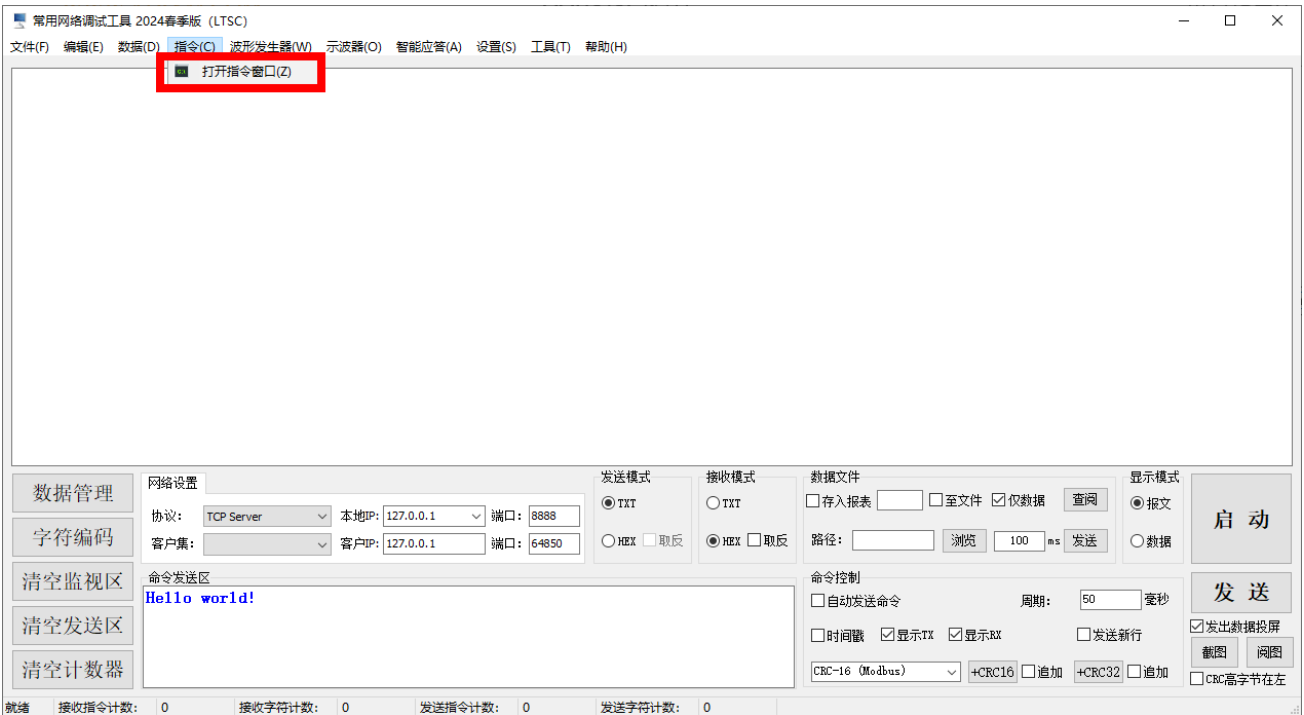 常用网络调试工具 2024春季版（LTSC）
文件(F) 编辑(E) 数据(D) 指令(C) 波形发生器(W) 示波器(O) 智能应答(A) 设置(S) 工具(T) 帮助(H)
打开指令窗口(Z)
数据管理
字符编码
清空监视区
清空发送区
清空计数器
网络设置
协议: TCP Server 本地IP: 127.0.0.1 端口: 8888
客户集: 客户IP: 127.0.0.1 端口: 64850
发送模式
TXT
HEX 取反
接收模式
TXT
HEX 取反
数据文件
存入报表 至文件 仅数据 查阅
路径: 浏览 100 ms 发送
显示模式
报文
数据
启 动
命令发送区
Hello world!
命令控制
自动发送命令 周期: 50 毫秒
时间戳 显示TX 显示RX 发送新行
CRC-16 (Modbus) +CRC16 追加 +CRC32 追加
发 送
发出数据投屏
截图 阅图
CRC高字节在左
就绪 接收指令计数: 0 接收字符计数: 0 发送指令计数: 0 发送字符计数: 0